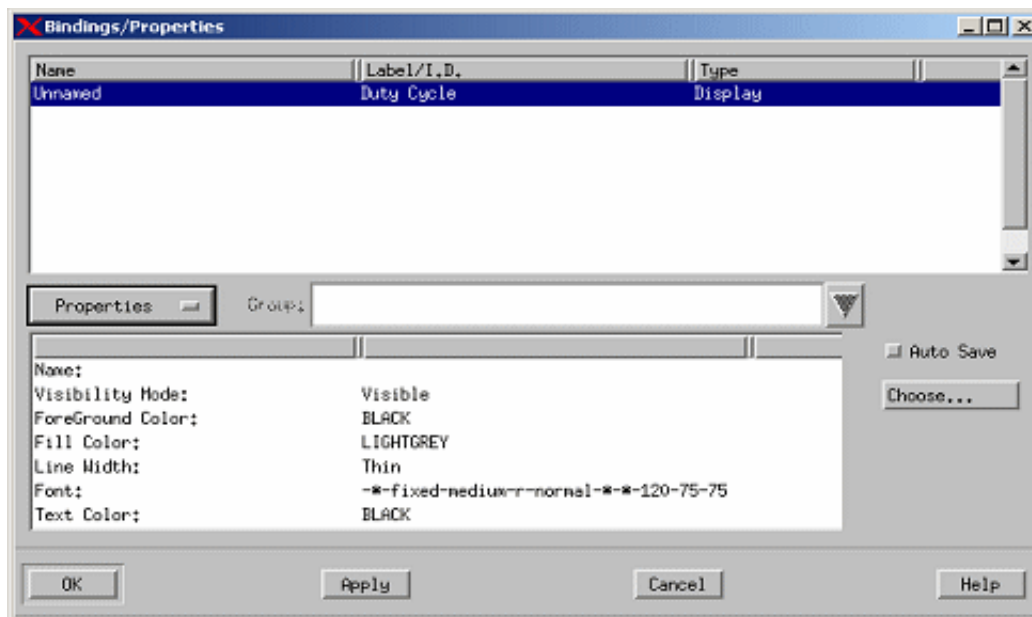 Bindings/Properties
Name Label/I.D. Type
Unnamed Duty Cycle Display
Properties Group:
Auto Save
Name:
Choose...
Visibility Mode: Visible
ForeGround Color: BLACK
Fill Color: LIGHTGREY
Line Width: Thin
Font: -*-fixed-medium-r-normal-*-*-120-75-75
Text Color: BLACK
OK Apply Cancel Help